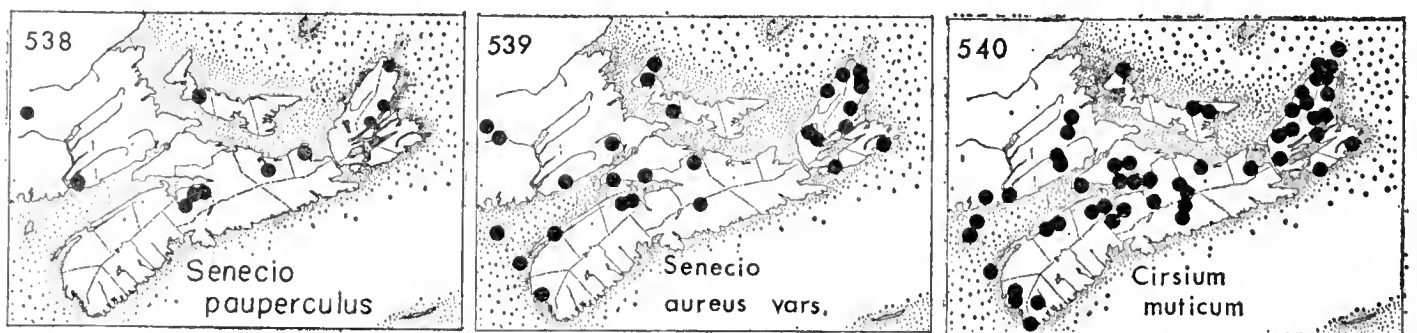 538
Senecio
pauperculus
539
Senecio
aureus vars.
540
Cirsium
muticum